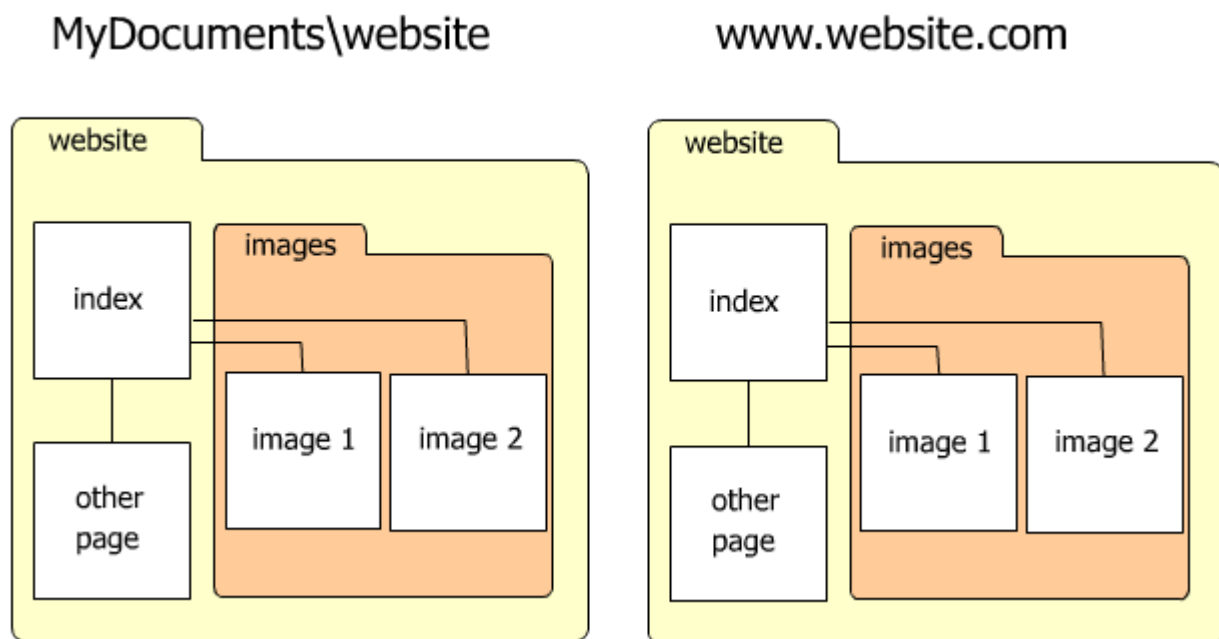 MyDocuments\website
website
index
images
image 1
image 2
other
page
www.website.com
website
index
images
image 1
image 2
other
page